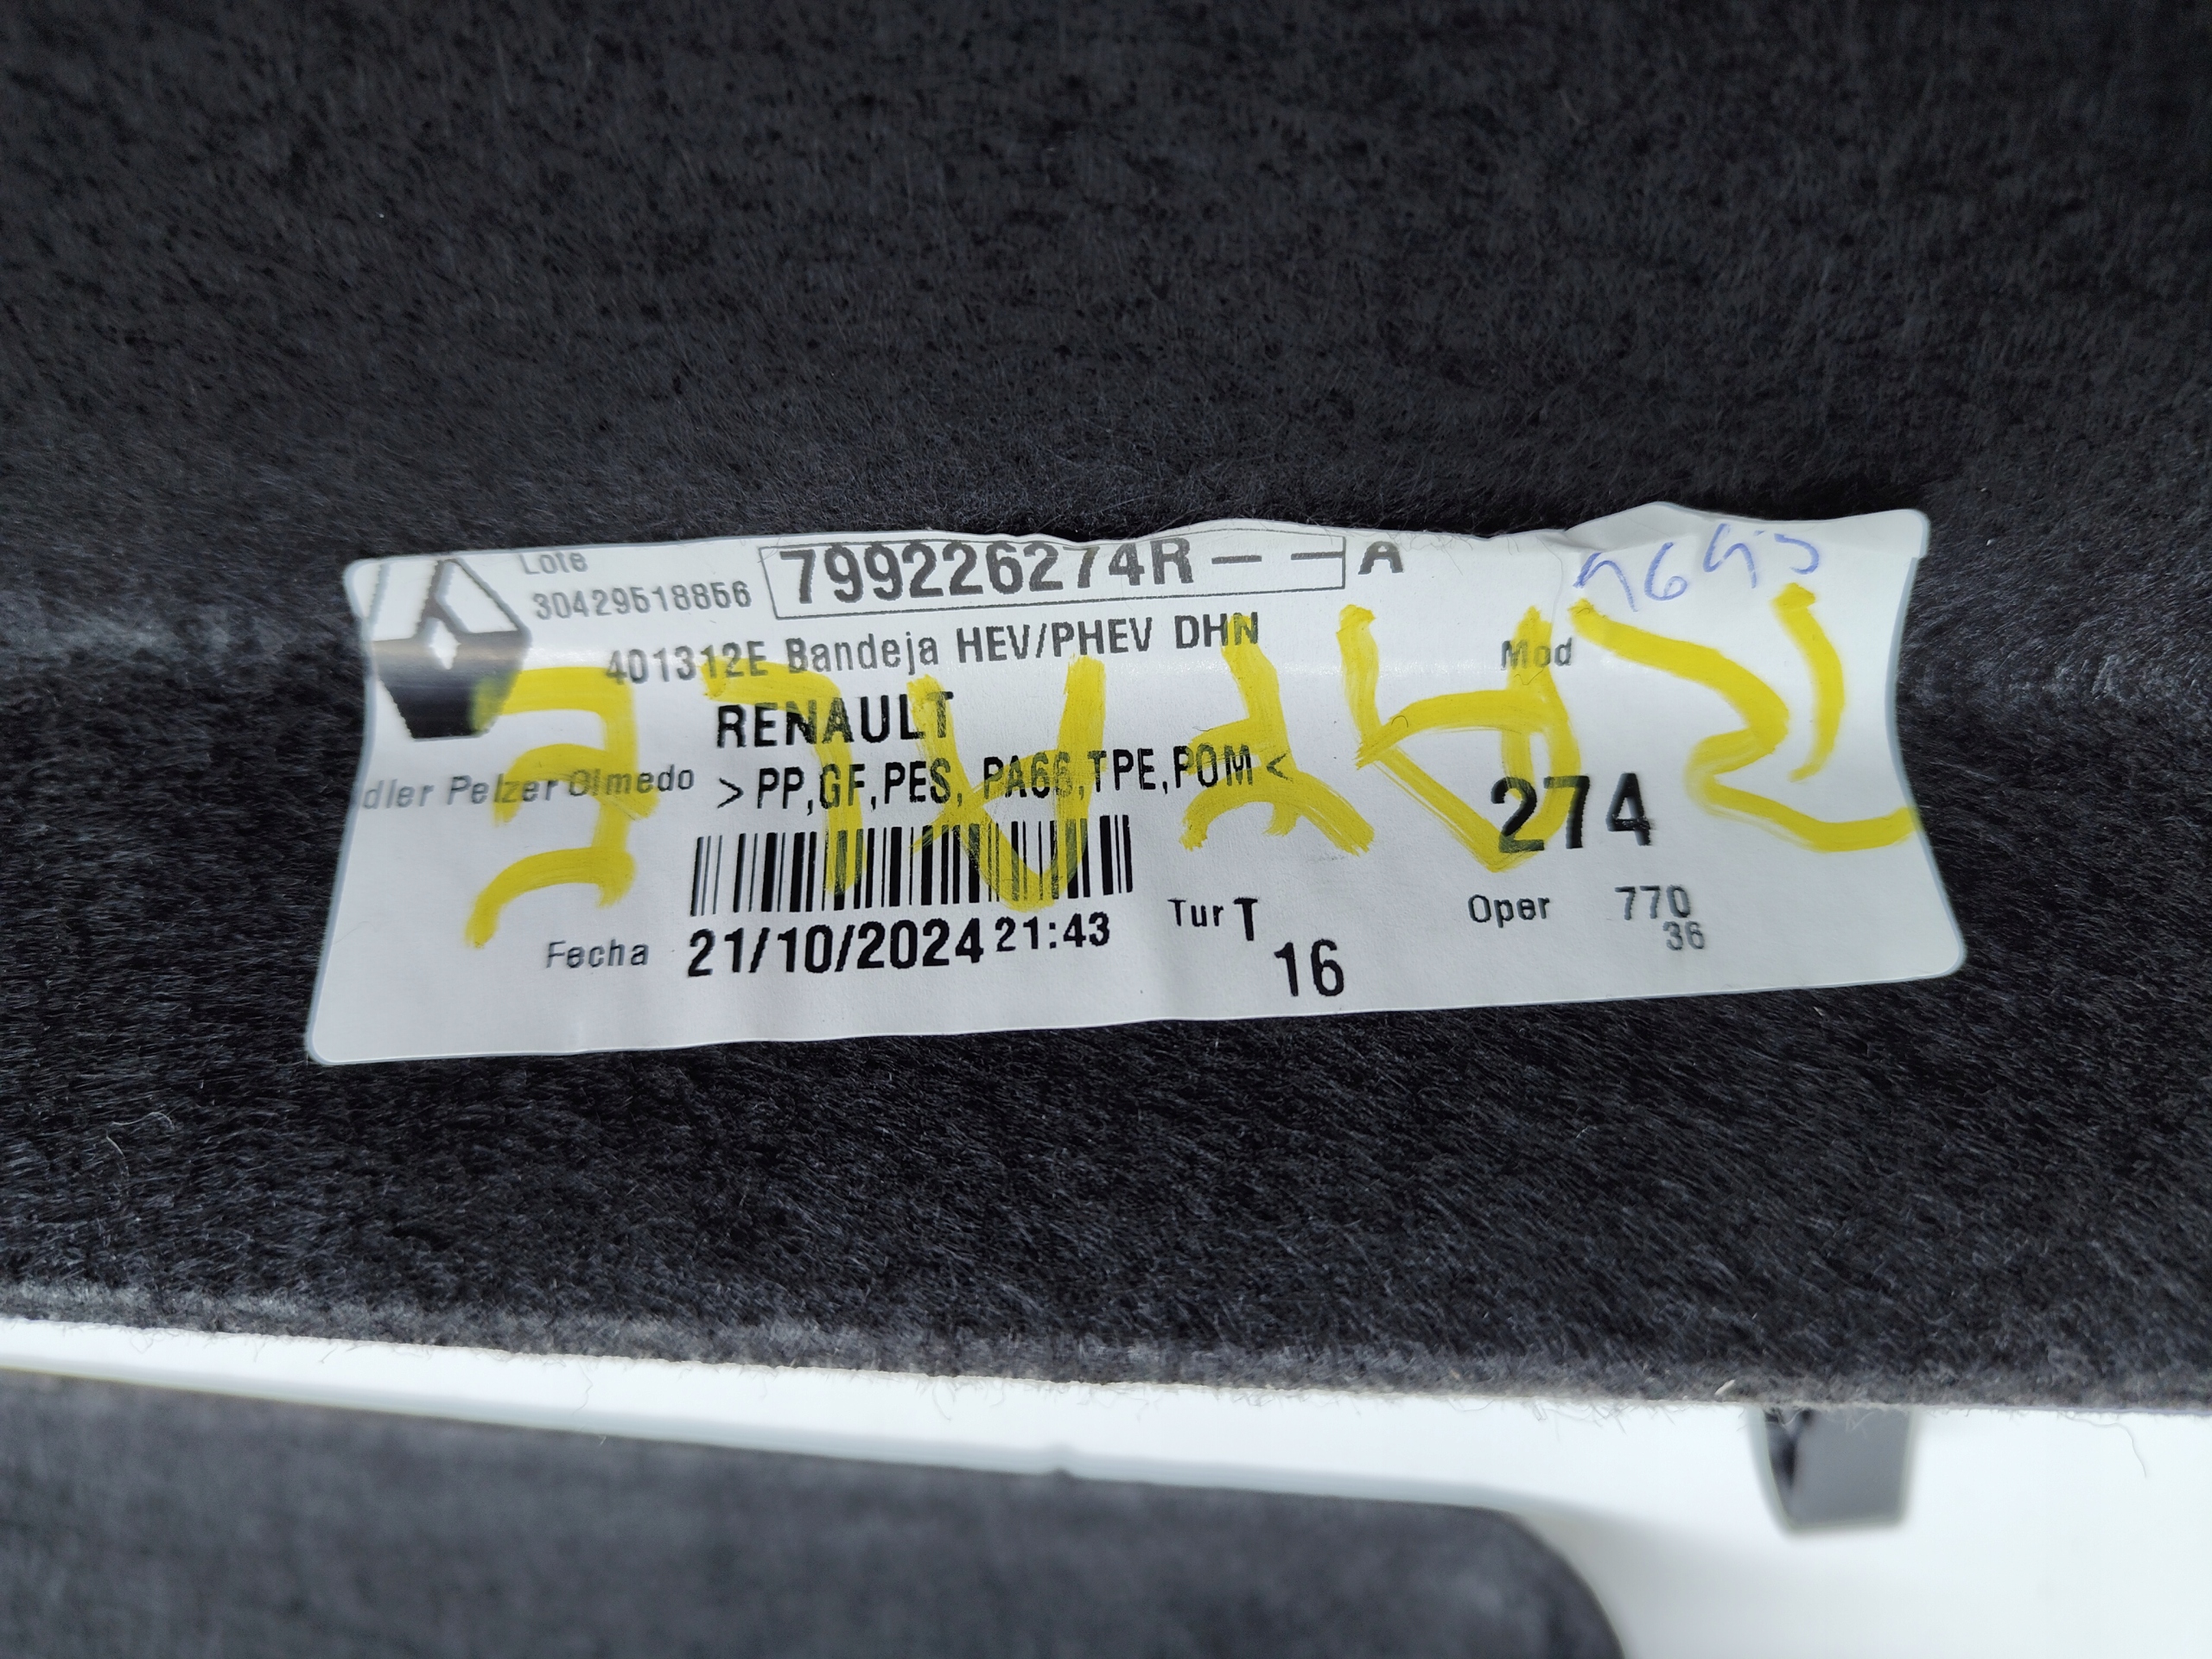 Lote
30429518856
799226274R-- A
401312E Bandeja HEV/PHEV DHN
Mod
RENAULT
dler Pelzer Olmedo
>PP,GF,PES, PA66,TPE,POM<
274
Tur T
Oper 770
36
Fecha 21/10/2024 21:43
16